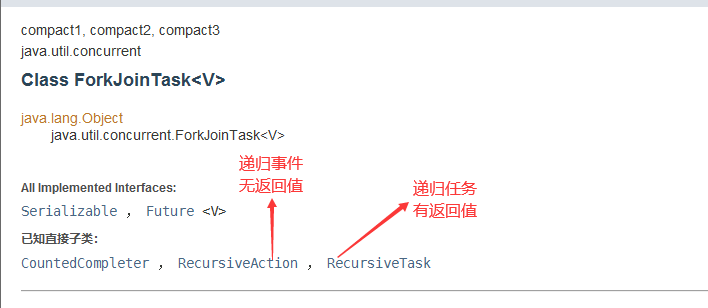 compact1, compact2, compact3
java.util.concurrent
Class ForkJoinTask<V>
java.lang.Object
java.util.concurrent.ForkJoinTask<V>
递归事件
无返回值
递归任务
有返回值
All Implemented Interfaces:
Serializable , Future <V>
已知直接子类:
CountedCompleter , RecursiveAction , RecursiveTask